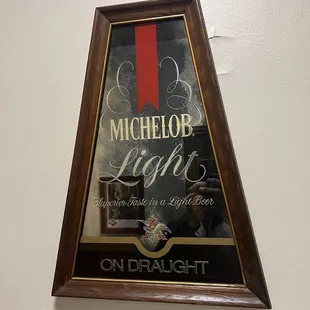 MICHELOB.
Light
Superior Taste in a Light Beer
ON DRAUGHT